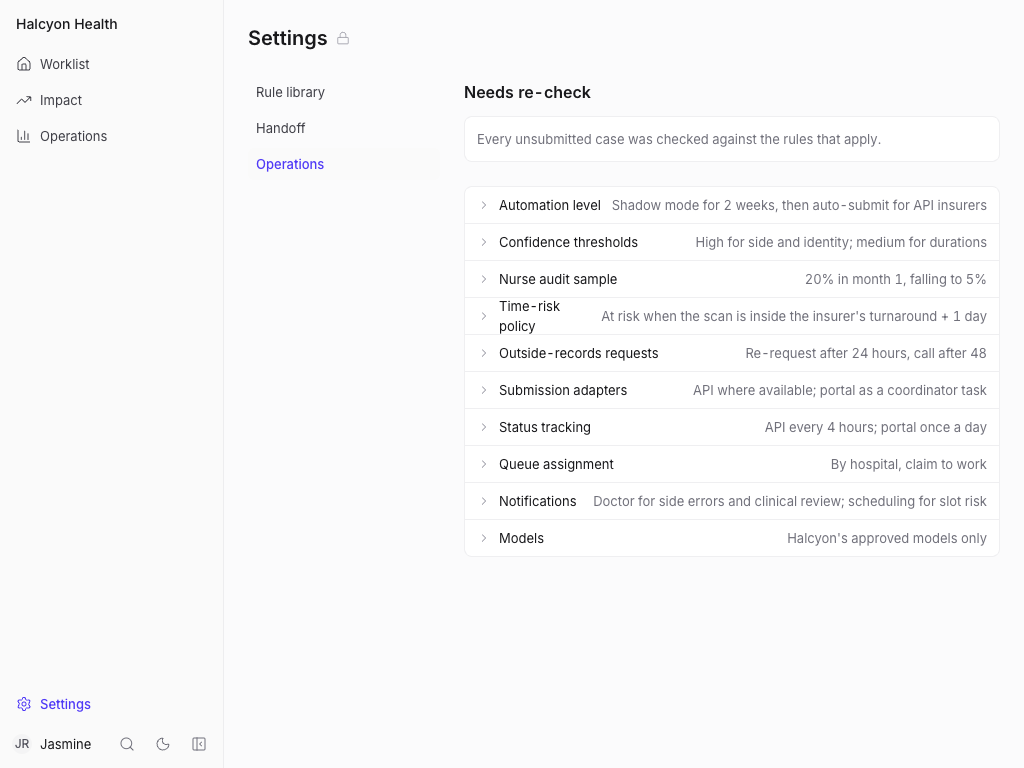 Halcyon Health
Worklist
Impact
Operations
Settings
JR Jasmine
Settings
Rule library
Handoff
Operations
Needs re-check
Every unsubmitted case was checked against the rules that apply.
Automation level Shadow mode for 2 weeks, then auto-submit for API insurers
Confidence thresholds High for side and identity; medium for durations
Nurse audit sample 20% in month 1, falling to 5%
Time-risk
policy
At risk when the scan is inside the insurer's turnaround + 1 day
Outside-records requests Re-request after 24 hours, call after 48
Submission adapters API where available; portal as a coordinator task
Status tracking API every 4 hours; portal once a day
Queue assignment By hospital, claim to work
Notifications Doctor for side errors and clinical review; scheduling for slot risk
Models Halcyon's approved models only